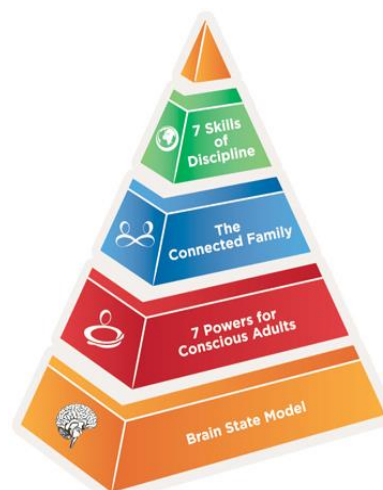 7 Skills
of
Discipline
The
Connected Family
7 Powers for
Conscious Adults
Brain State Model